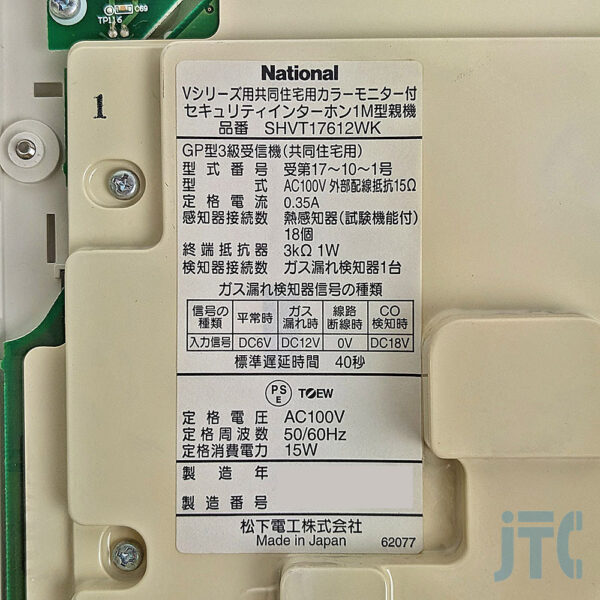 C69
TP116
1
National
Vシリーズ用共同住宅用カラーモニター付
セキュリティインターホン1M型親機
品番 SHVT17612WK
GP型3級受信機(共同住宅用)
型式番号 受第17〜10〜1号
型式 AC100V 外部配線抵抗15Ω
定格電流 0.35A
感知器接続数 熱感知器(試験機能付)
18個
終端抵抗器 3kΩ 1W
検知器接続数 ガス漏れ検知器1台
ガス漏れ検知器信号の種類
信号の種類 平常時 ガス漏れ時 線路断線時 CO検知時
入力信号 DC6V DC12V 0V DC18V
標準遅延時間 40秒
PS
E TOEW
定格電圧 AC100V
定格周波数 50/60Hz
定格消費電力 15W
製造年
製造番号
松下電工株式会社
Made in Japan 62077
JTC